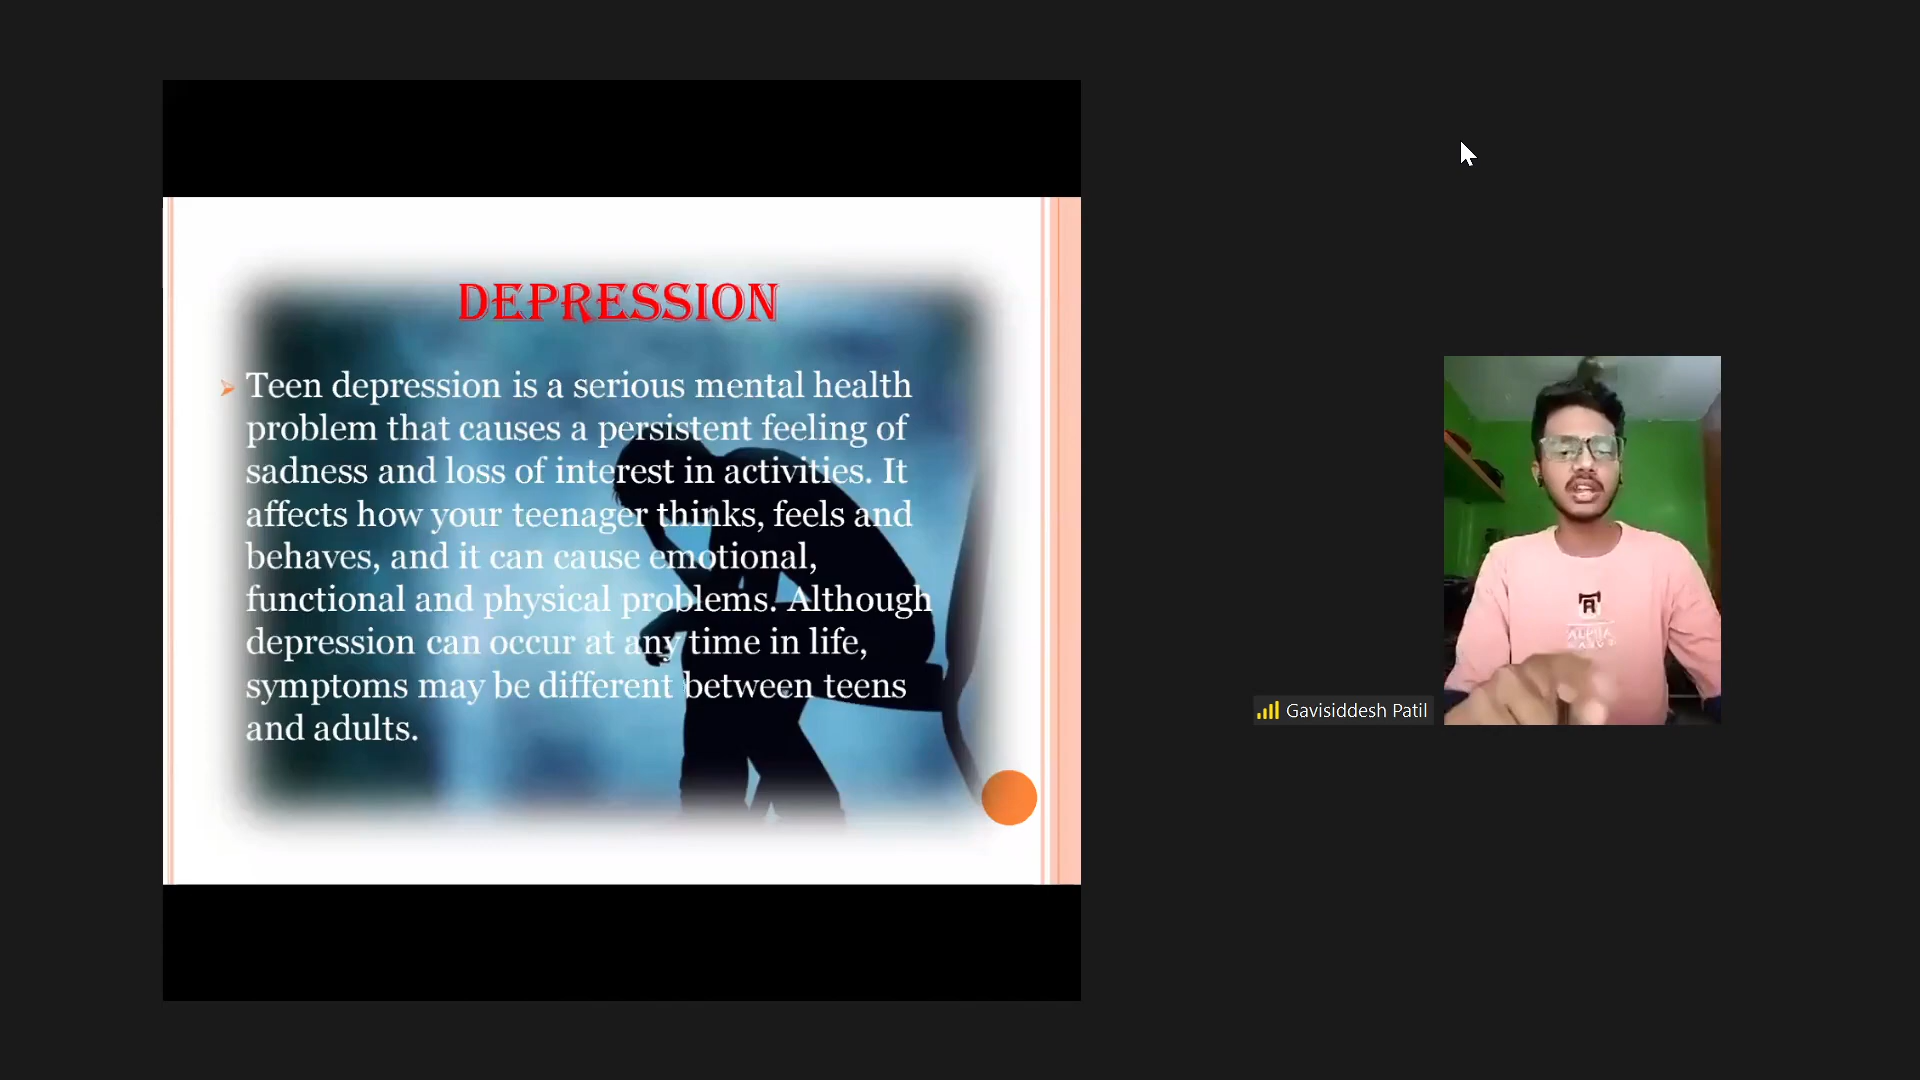 DEPRESSION
Teen depression is a serious mental health
problem that causes a persistent feeling of
sadness and loss of interest in activities. It
affects how your teenager thinks, feels and
behaves, and it can cause emotional,
functional and physical problems. Although
depression can occur at any time in life,
symptoms may be different between teens
and adults.
Gavisiddesh Patil
ALPHA